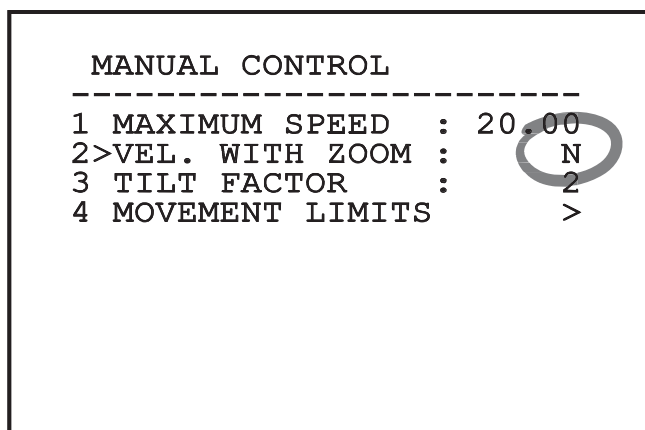 MANUAL CONTROL
--------------------------
1 MAXIMUM SPEED : 20.00
2>VEL. WITH ZOOM : N
3 TILT FACTOR : 2
4 MOVEMENT LIMITS >